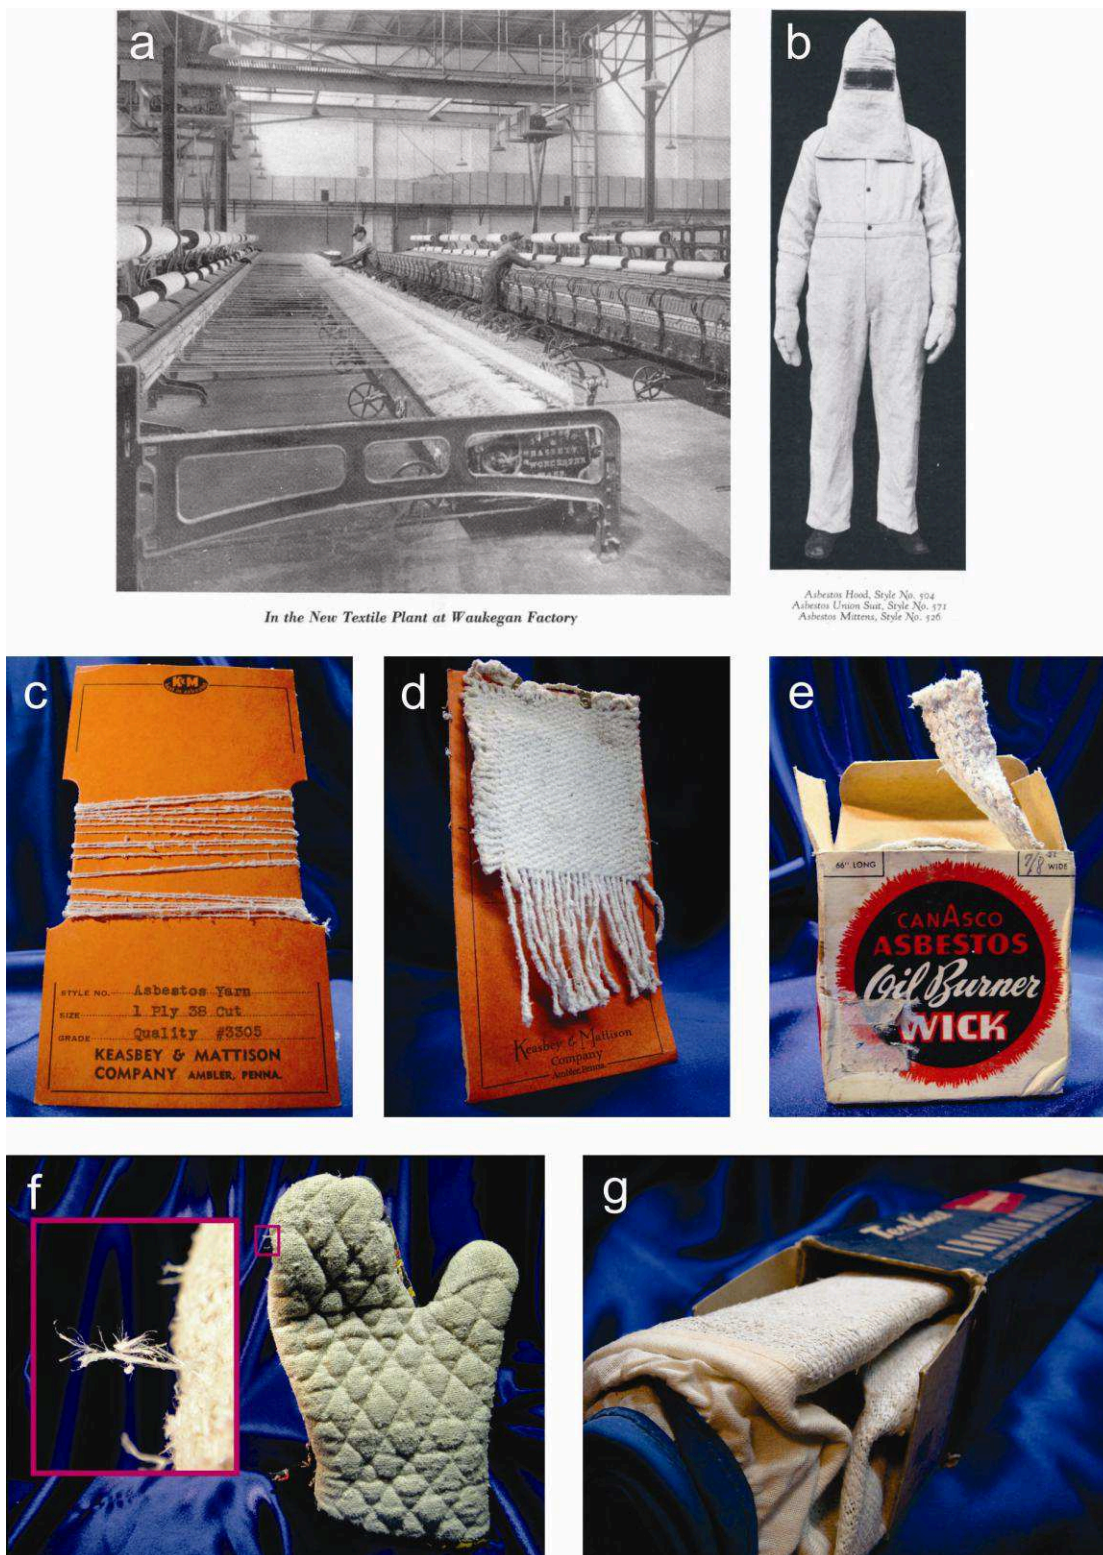 a
b
In the New Textile Plant at Waukegan Factory
Asbestos Hood, Style No. 504
Asbestos Union Suit, Style No. 571
Asbestos Mittens, Style No. 526
c
K&M
STYLE NO. Asbestos Yarn
SIZE 1 Ply 38 Cut
GRADE Quality #3305
KEASBEY & MATTISON
COMPANY AMBLER, PENNA.
d
Keasbey & Mattison
Company
Ambler, Penna.
e
66" LONG
7/8 WIDE
CANASCO
ASBESTOS
Oil Burner
WICK
f
g